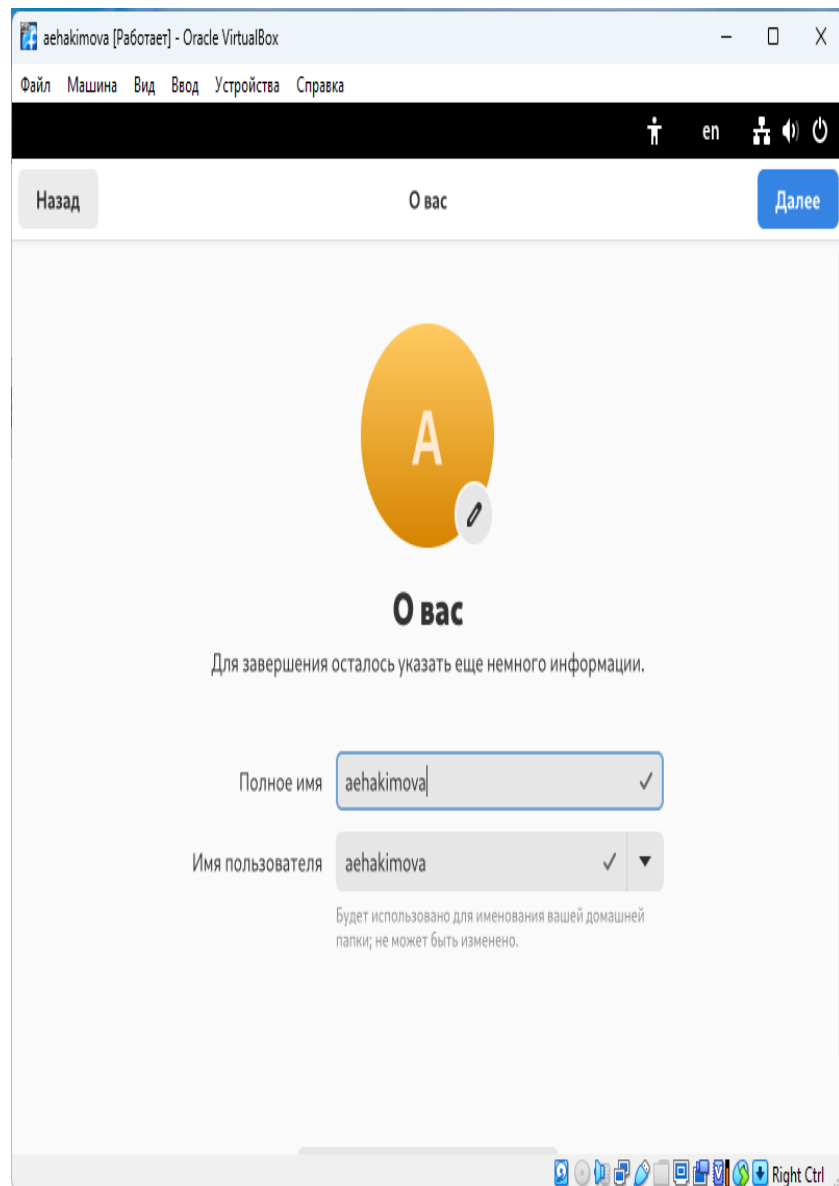 aehakimova [Работает] - Oracle VirtualBox
Файл Машина Вид Ввод Устройства Справка
en
Назад О вас Далее
A
О вас
Для завершения осталось указать еще немного информации.
Полное имя aehakimova
Имя пользователя aehakimova
Будет использовано для именования вашей домашней
папки; не может быть изменено.
Right Ctrl